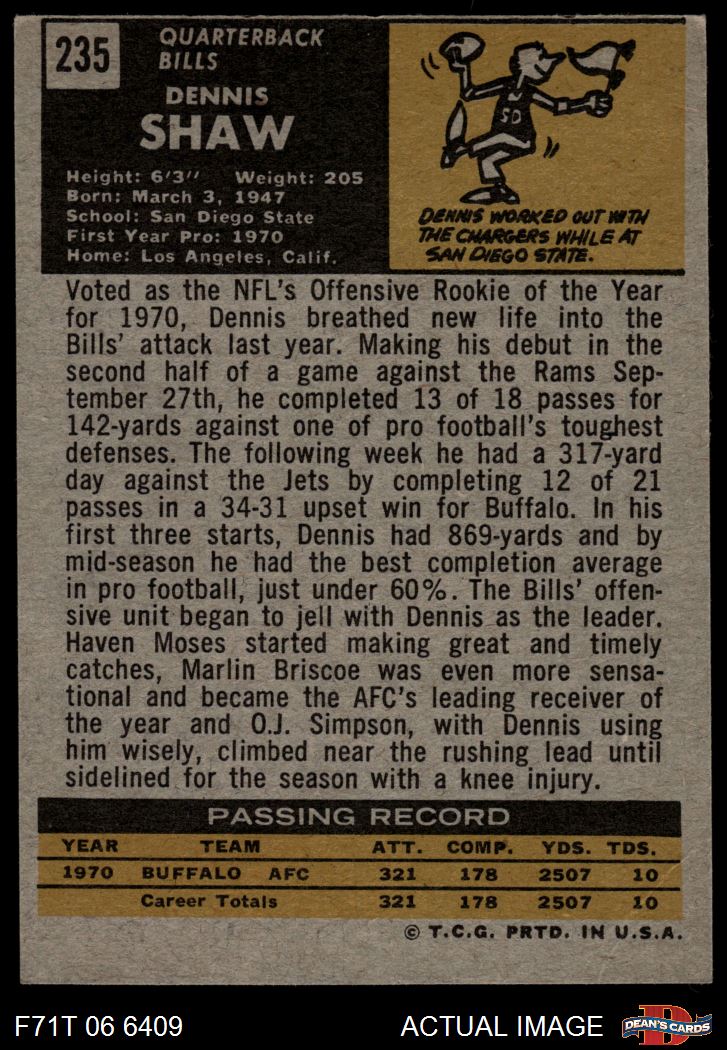 235
QUARTERBACK
BILLS
DENNIS
SHAW
Height: 6'3" Weight: 205
Born: March 3, 1947
School: San Diego State
First Year Pro: 1970
Home: Los Angeles, Calif.
SD
DENNIS WORKED OUT WITH
THE CHARGERS WHILE AT
SAN DIEGO STATE.
Voted as the NFL's Offensive Rookie of the Year
for 1970, Dennis breathed new life into the
Bills' attack last year. Making his debut in the
second half of a game against the Rams Sep-
tember 27th, he completed 13 of 18 passes for
142-yards against one of pro football's toughest
defenses. The following week he had a 317-yard
day against the Jets by completing 12 of 21
passes in a 34-31 upset win for Buffalo. In his
first three starts, Dennis had 869-yards and by
mid-season he had the best completion average
in pro football, just under 60%. The Bills' offen-
sive unit began to jell with Dennis as the leader.
Haven Moses started making great and timely
catches, Marlin Briscoe was even more sensa-
tional and became the AFC's leading receiver of
the year and O.J. Simpson, with Dennis using
him wisely, climbed near the rushing lead until
sidelined for the season with a knee injury.
PASSING RECORD
YEAR TEAM ATT. COMP. YDS. TDS.
1970 BUFFALO AFC 321 178 2507 10
Career Totals 321 178 2507 10
© T.C.G. PRTD. IN U.S.A.
F71T 06 6409 ACTUAL IMAGE DEAN'S CARDS